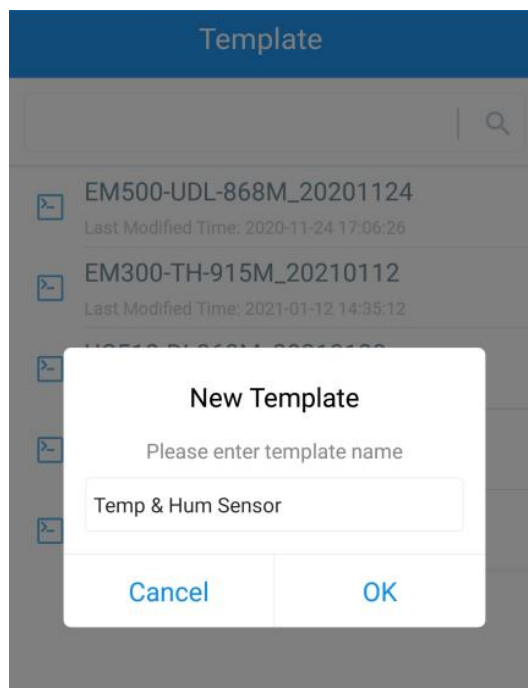 Template
EM500-UDL-868M_20201124
Last Modified Time: 2020-11-24 17:06:26
EM300-TH-915M_20210112
Last Modified Time: 2021-01-12 14:35:12
New Template
Please enter template name
Temp & Hum Sensor
Cancel
OK